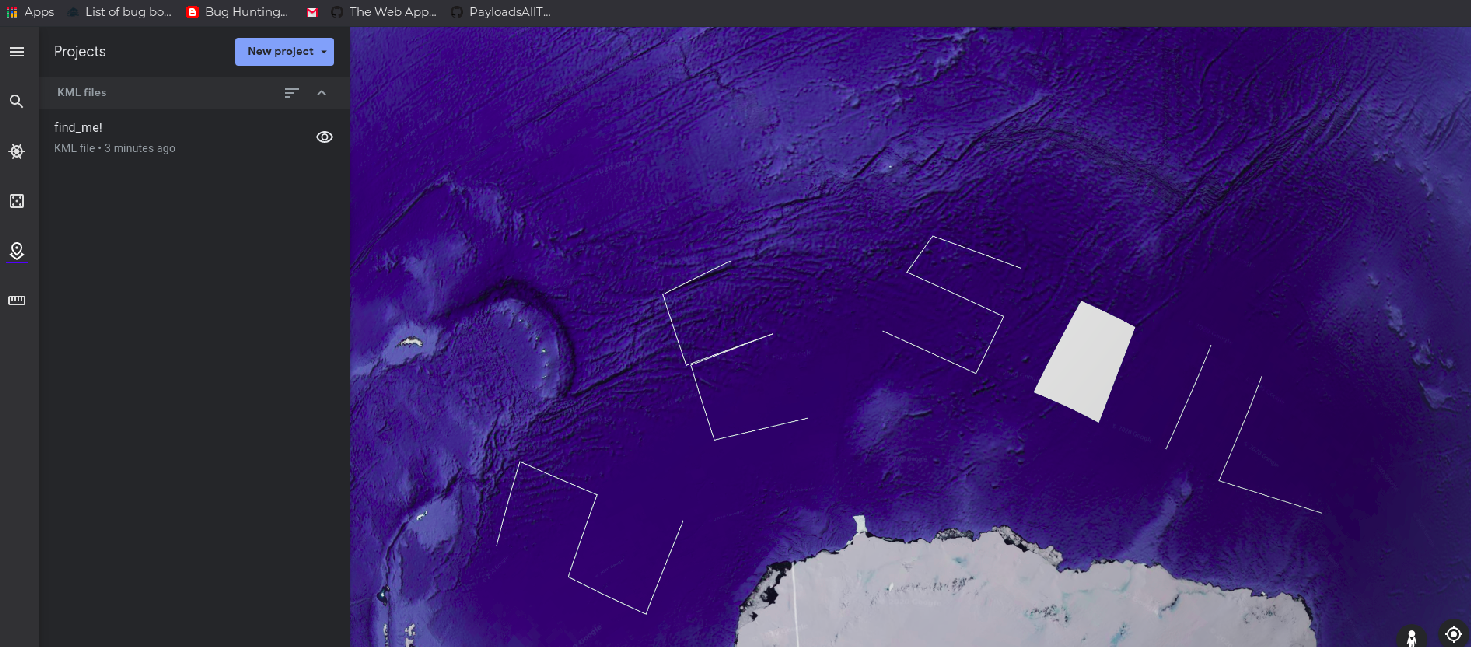 Apps List of bug bo... Bug Hunting... The Web App... PayloadsAllT...
Projects New project
KML files
find_me!
KML file • 3 minutes ago